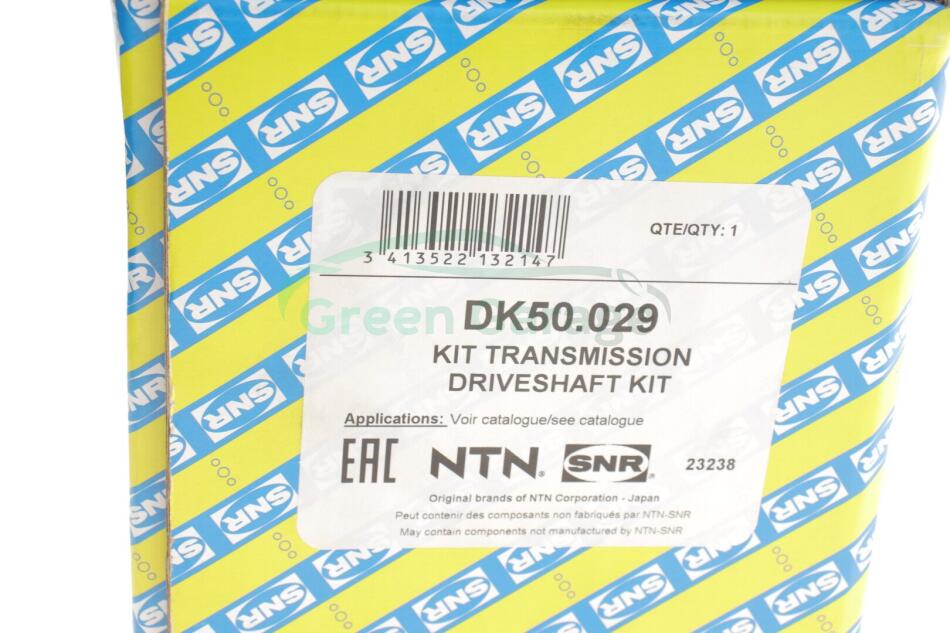 QTE/QTY: 1
3 413522 132147
Green Garage
DK50.029
KIT TRANSMISSION
DRIVESHAFT KIT
Applications: Voir catalogue/see catalogue
EAC NTN® SNR® 23238
Original brands of NTN Corporation - Japan
Peut contenir des composants non fabriqués par NTN-SNR
May contain components not manufactured by NTN-SNR